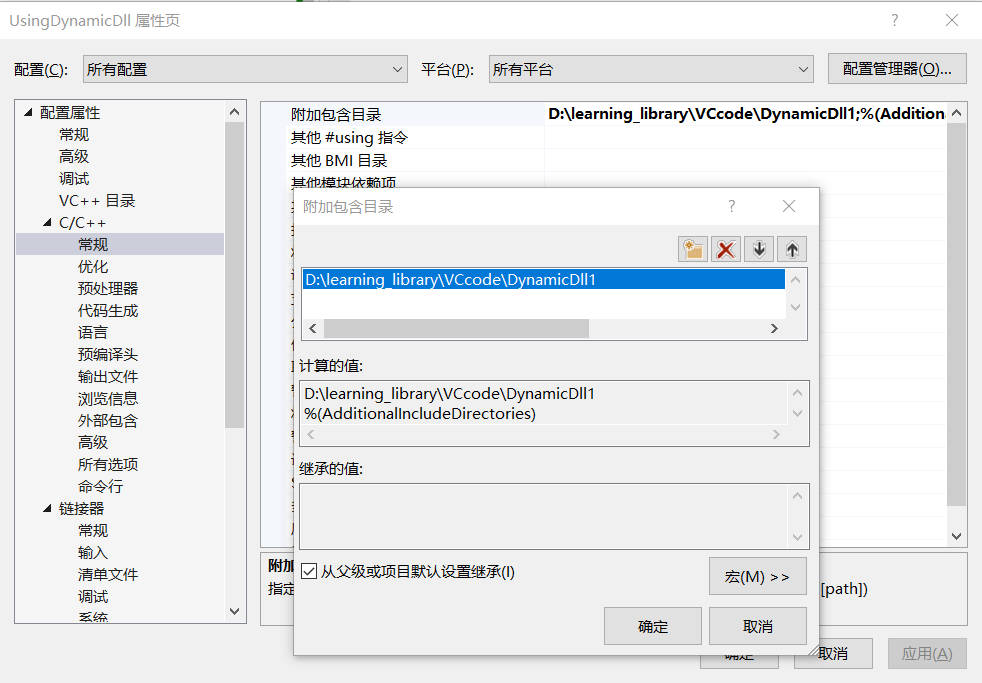 UsingDynamicDll 属性页
配置(C): 所有配置 平台(P): 所有平台 配置管理器(O)...
配置属性
常规
高级
调试
VC++ 目录
C/C++
常规
优化
预处理器
代码生成
语言
预编译头
输出文件
浏览信息
外部包含
高级
所有选项
命令行
链接器
常规
输入
清单文件
调试
系统
附加包含目录 D:\learning_library\VCcode\DynamicDll1;%(Addition
其他 #using 指令
其他 BMI 目录
其他模块依赖项
附加包含目录
D:\learning_library\VCcode\DynamicDll1
计算的值:
D:\learning_library\VCcode\DynamicDll1
%(AdditionalIncludeDirectories)
继承的值:
从父级或项目默认设置继承(I)
宏(M) >>
确定 取消
附加
指定 [path])
确定 取消 应用(A)